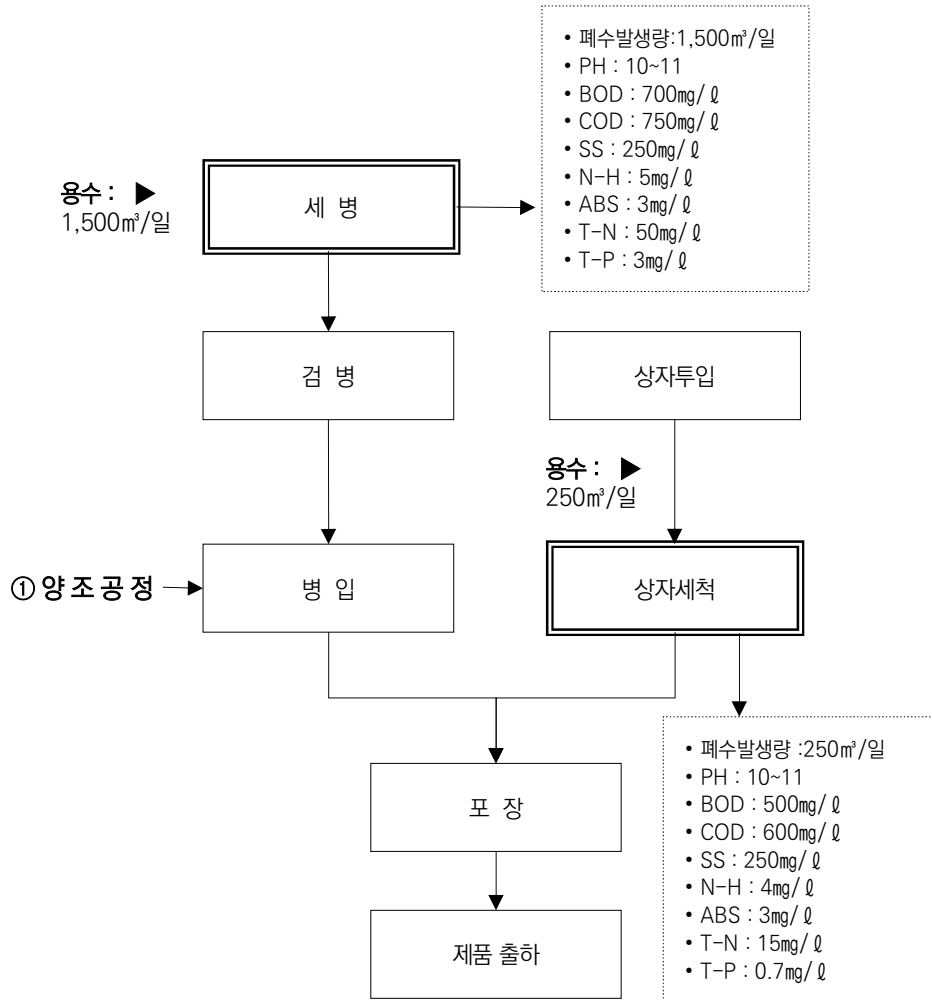 • 폐수발생량:1,500㎥/일
• PH : 10~11
• BOD : 700㎎/ℓ
• COD : 750㎎/ℓ
• SS : 250㎎/ℓ
• N-H : 5㎎/ℓ
• ABS : 3㎎/ℓ
• T-N : 50㎎/ℓ
• T-P : 3㎎/ℓ
용수 : ▶
1,500㎥/일
세 병
검 병
상자투입
용수 : ▶
250㎥/일
① 양 조 공 정
병 입
상자세척
• 폐수발생량 :250㎥/일
• PH : 10~11
• BOD : 500㎎/ℓ
• COD : 600㎎/ℓ
• SS : 250㎎/ℓ
• N-H : 4㎎/ℓ
• ABS : 3㎎/ℓ
• T-N : 15㎎/ℓ
• T-P : 0.7㎎/ℓ
포 장
제품 출하